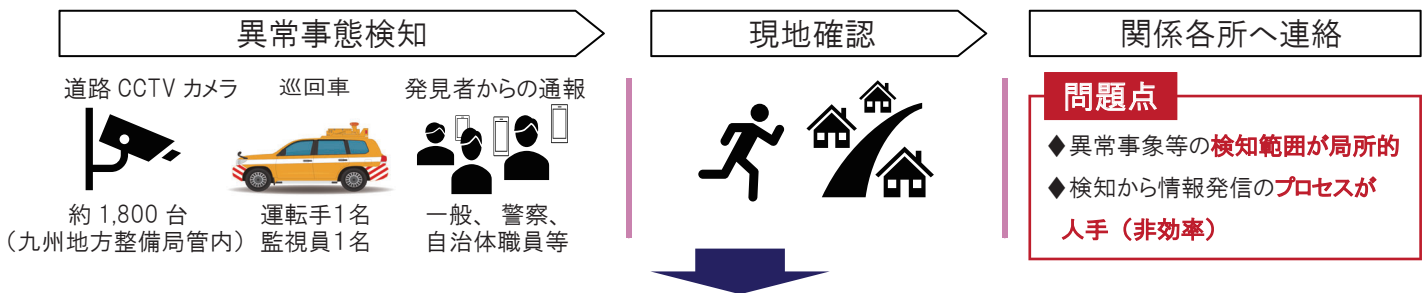 異常事態検知
現地確認
関係各所へ連絡
道路 CCTV カメラ
巡回車
発見者からの通報
約 1,800 台
（九州地方整備局管内）
運転手1名
監視員1名
一般、 警察、
自治体職員等
問題点
◆異常事象等の検知範囲が局所的
◆検知から情報発信のプロセスが
人手（非効率）